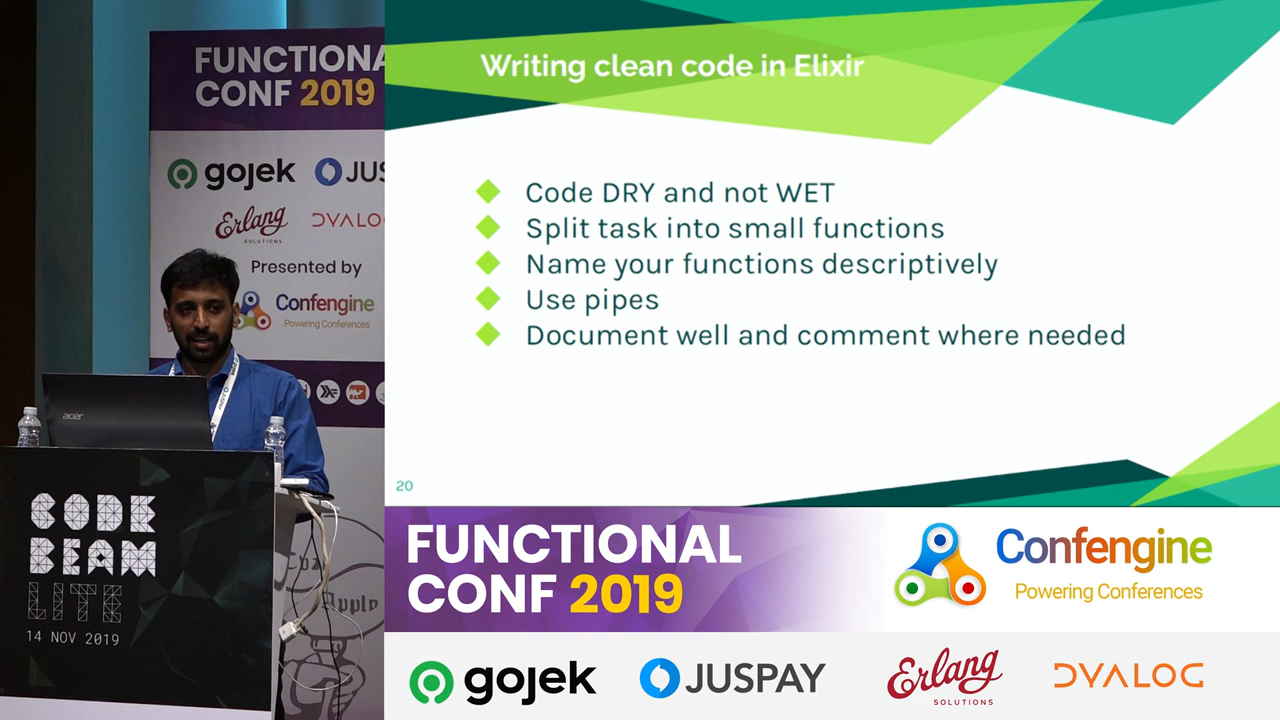 FUNCTIONA
CONF 2019
gojek
JUS
Erlang
SOLUTIONS
DYALO
Presented by
Confengine
Powering Conferences
acer
CODE
BEAM
LITE
14 NOV 2019
Apply
Writing clean code in Elixir
Code DRY and not WET
Split task into small functions
Name your functions descriptively
Use pipes
Document well and comment where needed
20
FUNCTIONAL
CONF 2019
Confengine
Powering Conferences
gojek
JUSPAY
Erlang
SOLUTIONS
DYALOG